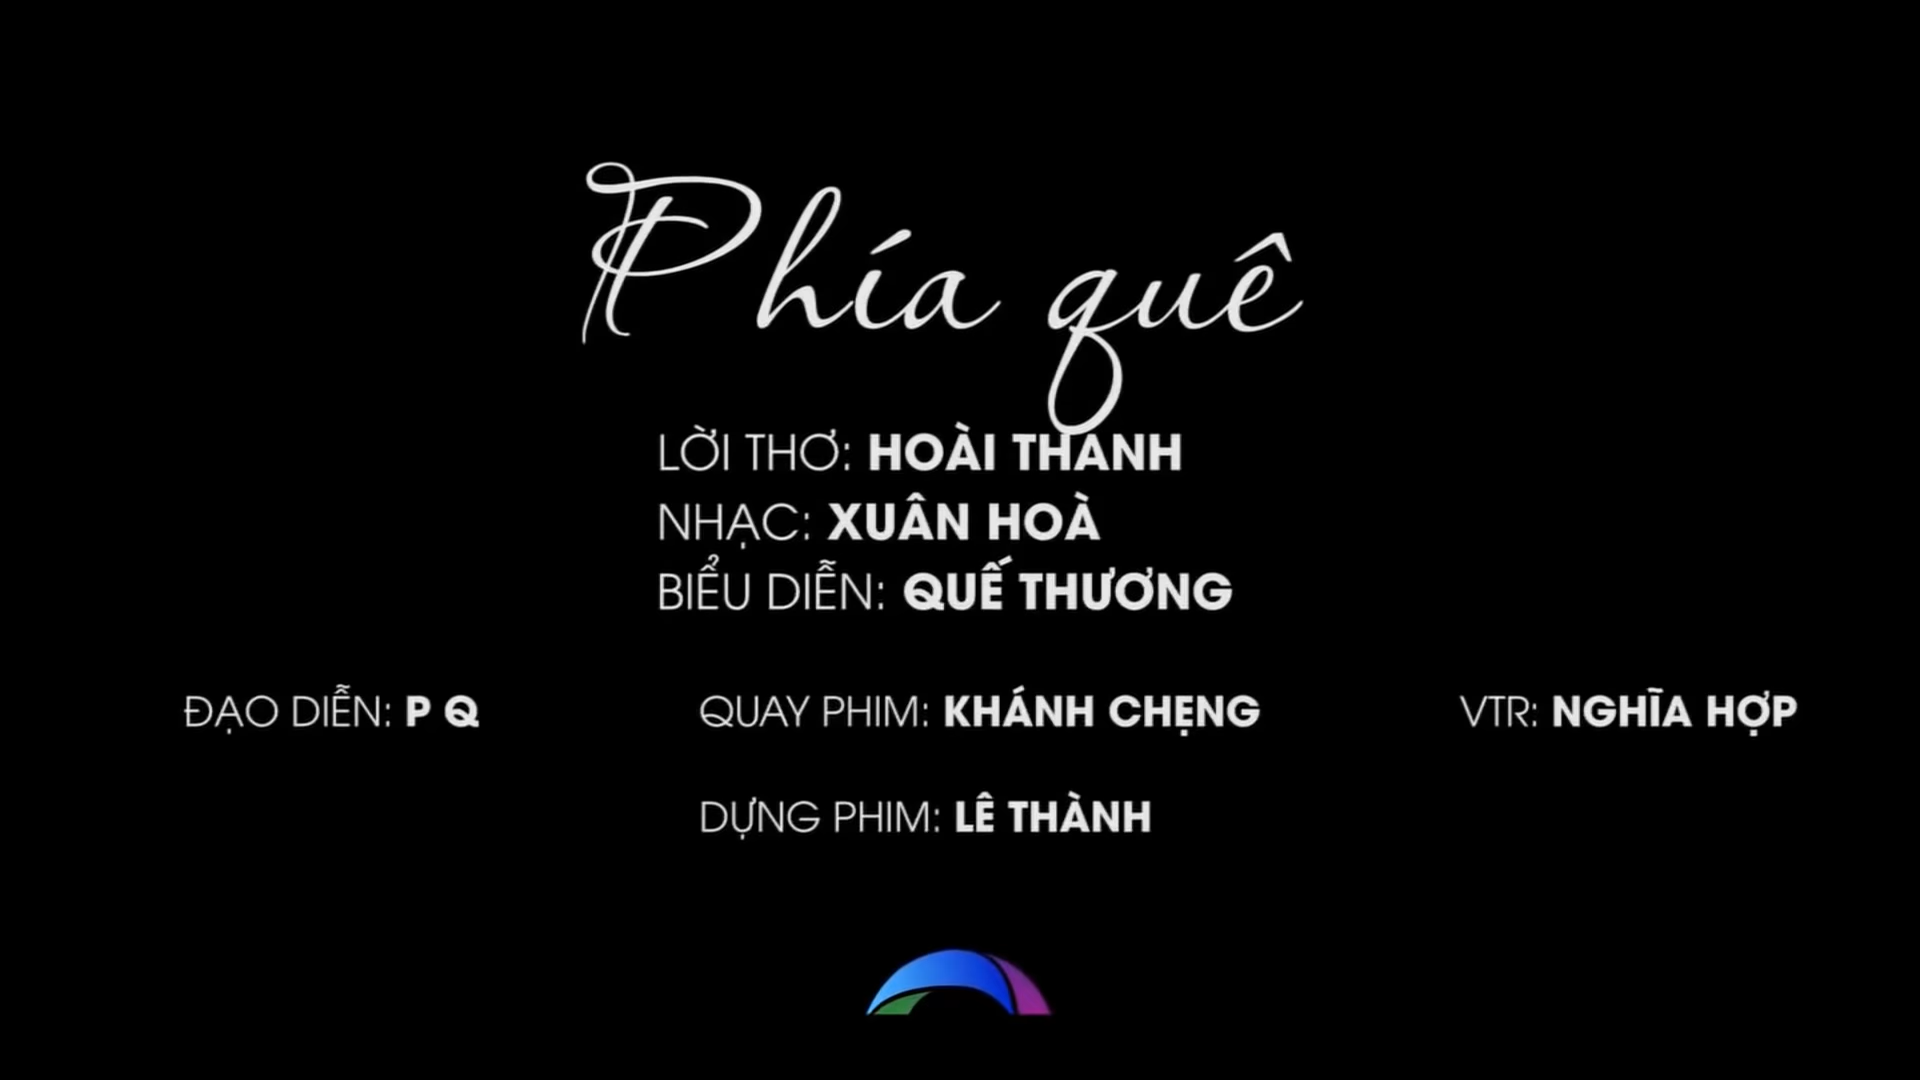 Phía quê
LỜI THƠ: HOÀI THANH
NHẠC: XUÂN HOÀ
BIỂU DIỄN: QUẾ THƯƠNG
ĐẠO DIỄN: P Q
QUAY PHIM: KHÁNH CHẸNG
VTR: NGHĨA HỢP
DỰNG PHIM: LÊ THÀNH